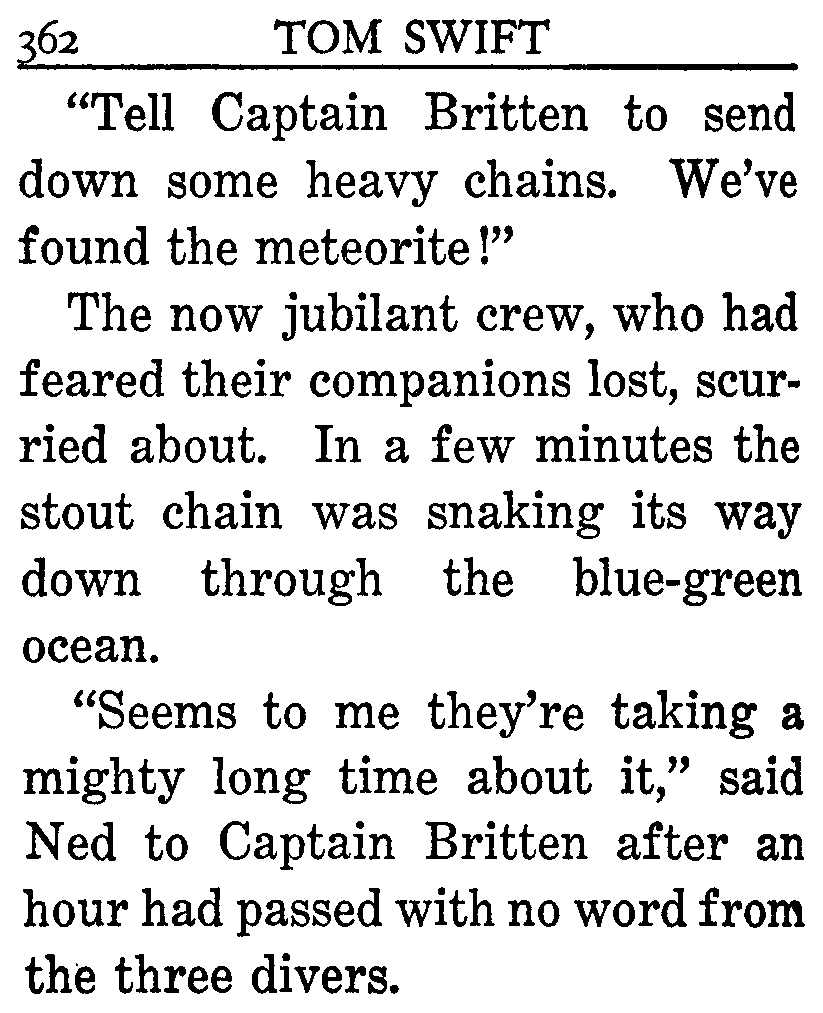 362 TOM SWIFT
“Tell Captain Britten to send
down some heavy chains. We’ve
found the meteorite!”
The now jubilant crew, who had
feared their companions lost, scur-
ried about. In a few minutes the
stout chain was snaking its way
down through the blue-green
ocean.
“Seems to me they’re taking a
mighty long time about it,” said
Ned to Captain Britten after an
hour had passed with no word from
the three divers.